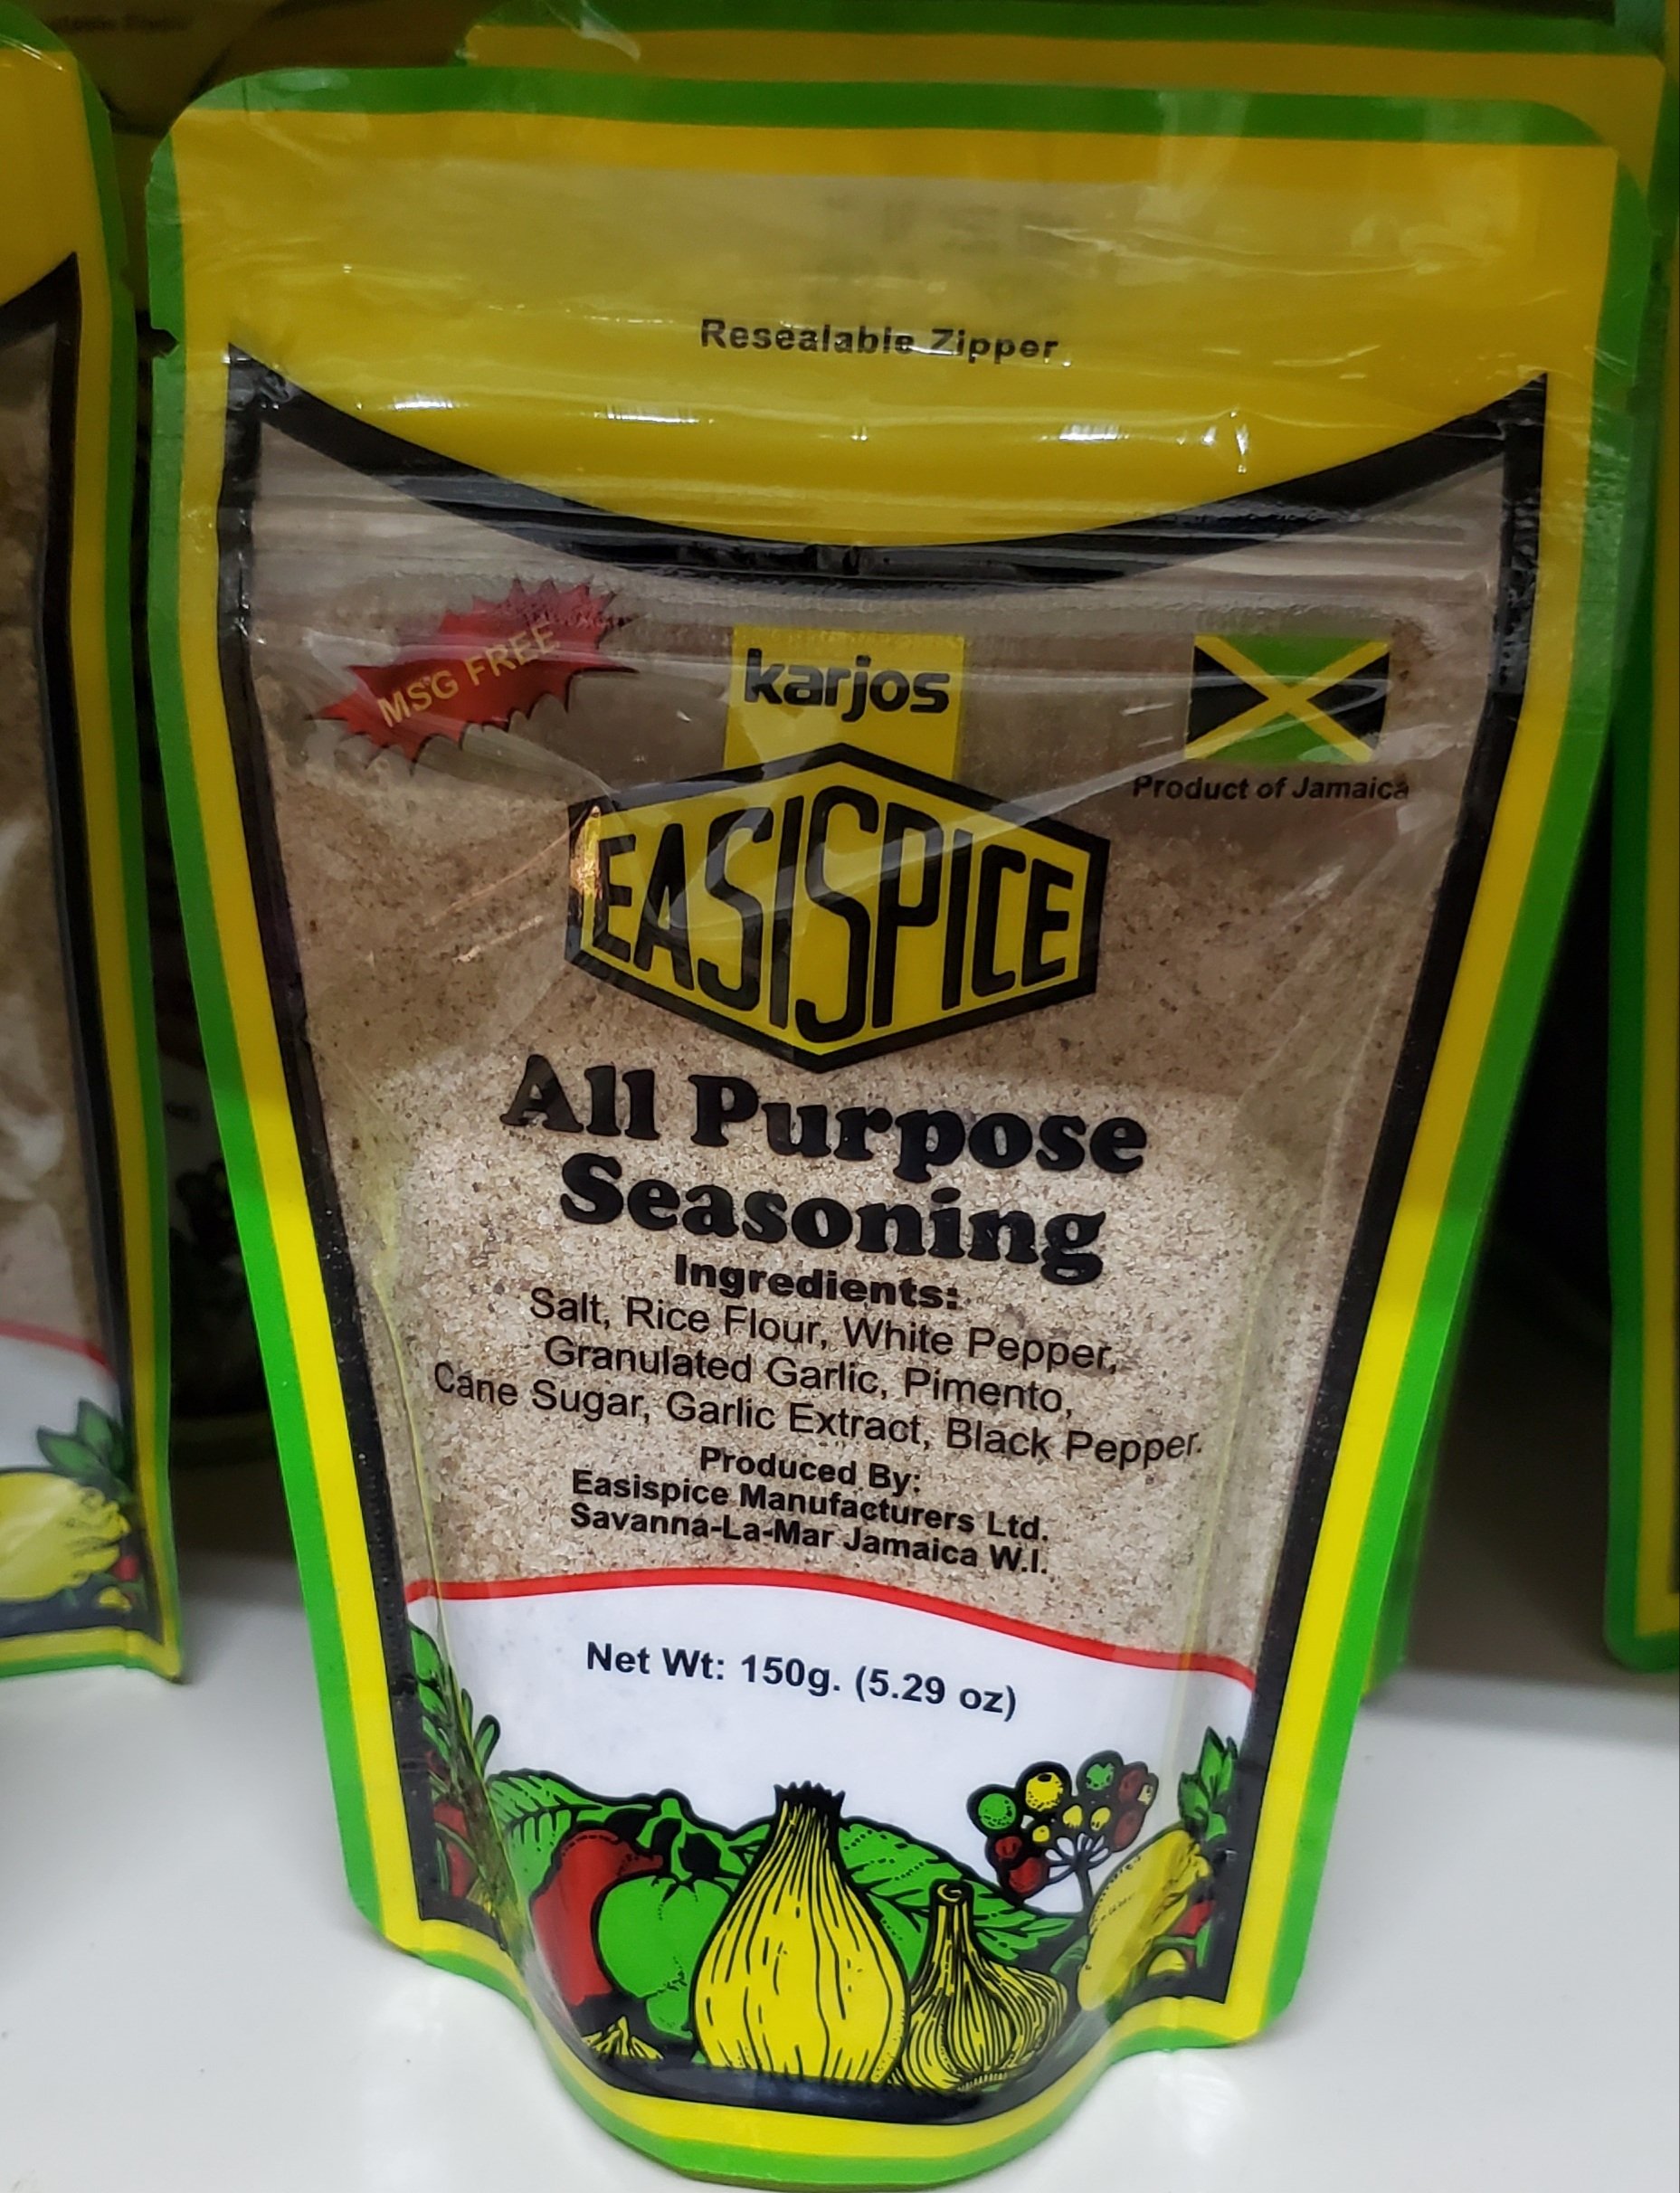 Resealable Zipper
MSG FREE
karjos
Product of Jamaica
EASISPICE
All Purpose
Seasoning
Ingredients:
Salt, Rice Flour, White Pepper,
Granulated Garlic, Pimento,
Cane Sugar, Garlic Extract, Black Pepper.
Produced By:
Easispice Manufacturers Ltd.
Savanna-La-Mar Jamaica W.I.
Net Wt: 150g. (5.29 oz)